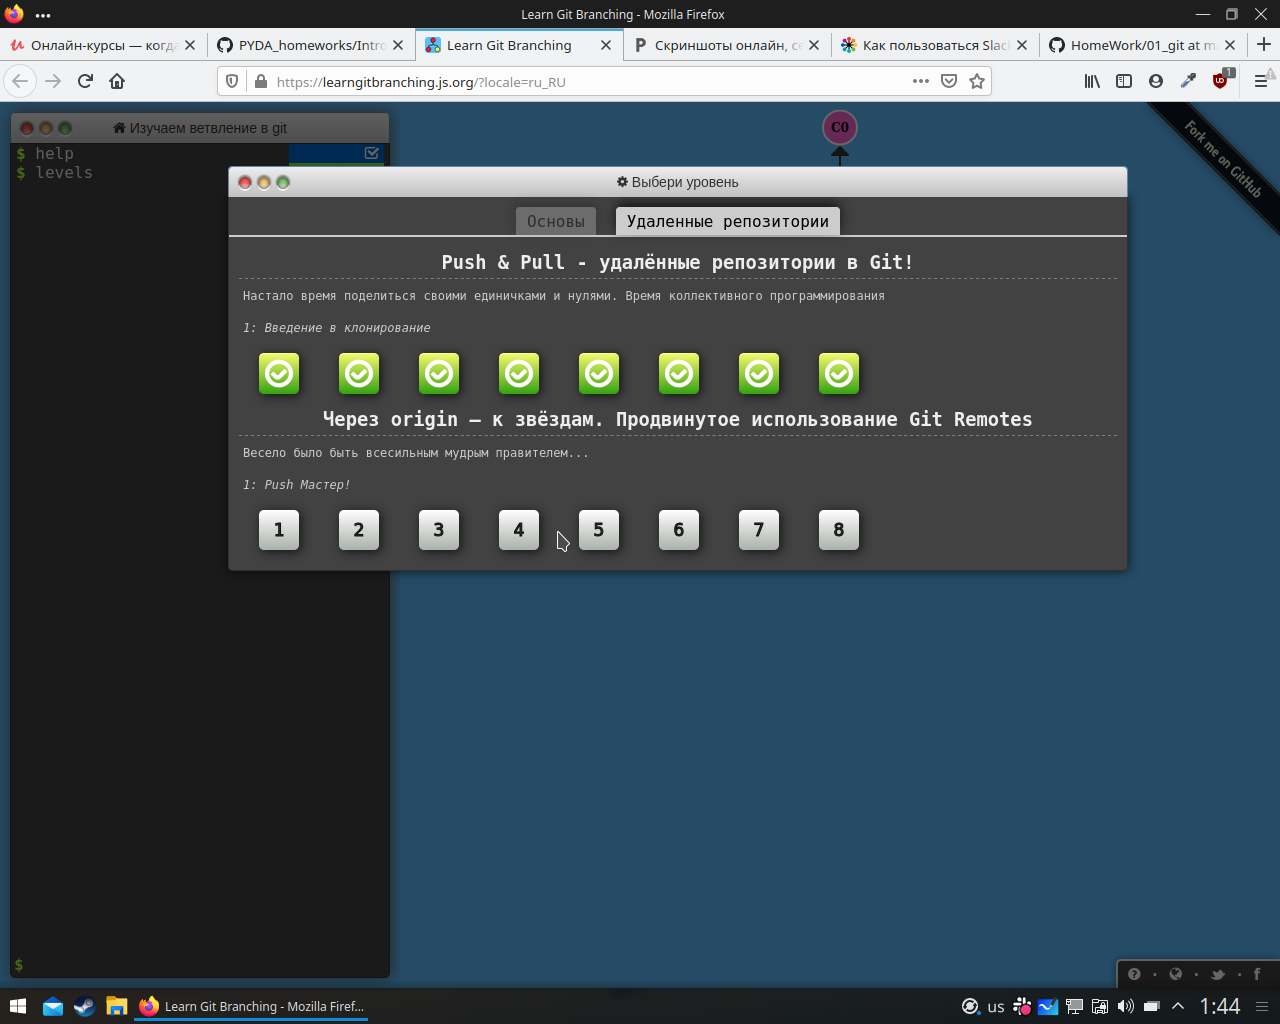 Learn Git Branching - Mozilla Firefox
Онлайн-курсы — когда
PYDA_homeworks/Intro
Learn Git Branching
Скриншоты онлайн, се
Как пользоваться Slac
HomeWork/01_git at m
https://learngitbranching.js.org/?locale=ru_RU
1
Изучаем ветвление в git
$ help
$ levels
C0
Fork me on GitHub
Выбери уровень
Основы
Удаленные репозитории
Push & Pull - удалённые репозитории в Git!
Настало время поделиться своими единичками и нулями. Время коллективного программирования
1: Введение в клонирование
Через origin – к звёздам. Продвинутое использование Git Remotes
Весело было быть всесильным мудрым правителем...
1: Push Мастер!
1 2 3 4 5 6 7 8
$
Learn Git Branching - Mozilla Firef...
us
1:44